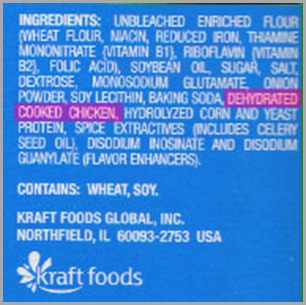 INGREDIENTS: UNBLEACHED ENRICHED FLOUR
(WHEAT FLOUR, NIACIN, REDUCED IRON, THIAMINE
MONONITRATE {VITAMIN B1}, RIBOFLAVIN {VITAMIN
B2}, FOLIC ACID), SOYBEAN OIL, SUGAR, SALT,
DEXTROSE, MONOSODIUM GLUTAMATE, ONION
POWDER, SOY LECITHIN, BAKING SODA, DEHYDRATED
COOKED CHICKEN, HYDROLYZED CORN AND YEAST
PROTEIN, SPICE EXTRACTIVES (INCLUDES CELERY
SEED OIL), DISODIUM INOSINATE AND DISODIUM
GUANYLATE (FLAVOR ENHANCERS).
CONTAINS: WHEAT, SOY.
KRAFT FOODS GLOBAL, INC.
NORTHFIELD, IL 60093-2753 USA
kraft foods